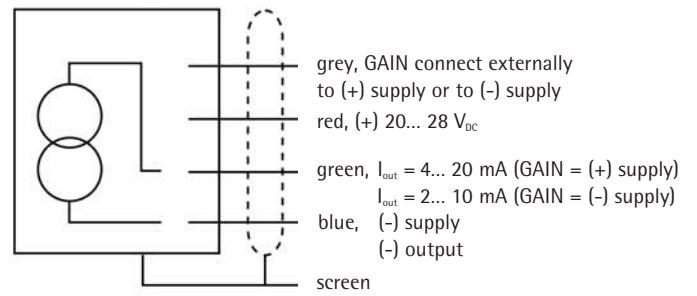 grey, GAIN connect externally
to (+) supply or to (-) supply
red, (+) 20... 28 V_DC
green, I_out = 4... 20 mA (GAIN = (+) supply)
I_out = 2... 10 mA (GAIN = (-) supply)
blue, (-) supply
(-) output
screen